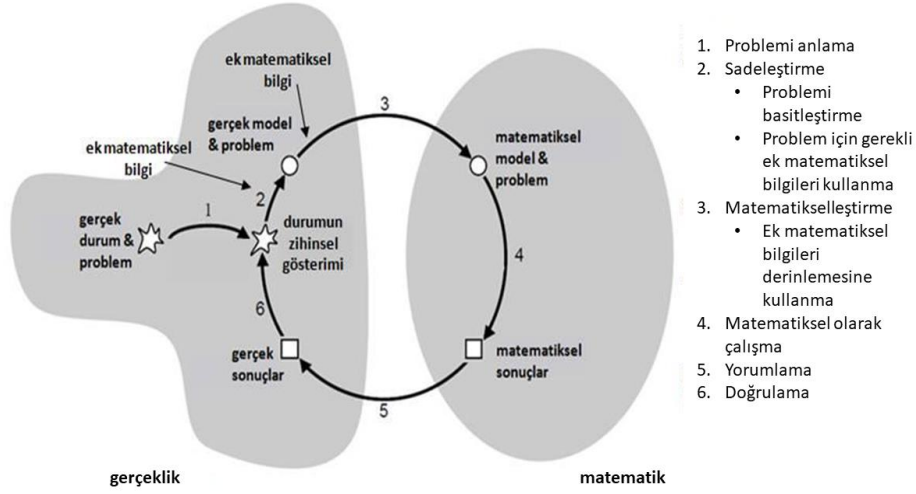 ek matematiksel
bilgi
3
gerçek model
& problem
matematiksel
model &
problem
ek matematiksel
bilgi
2
1
gerçek
durum &
problem
durumun
zihinsel
gösterimi
4
6
gerçek
sonuçlar
matematiksel
sonuçlar
5
gerçeklik
matematik
1. Problemi anlama
2. Sadeleştirme
• Problemi
basitleştirme
• Problem için gerekli
ek matematiksel
bilgileri kullanma
3. Matematikselleştirme
• Ek matematiksel
bilgileri
derinlemesine
kullanma
4. Matematiksel olarak
çalışma
5. Yorumlama
6. Doğrulama